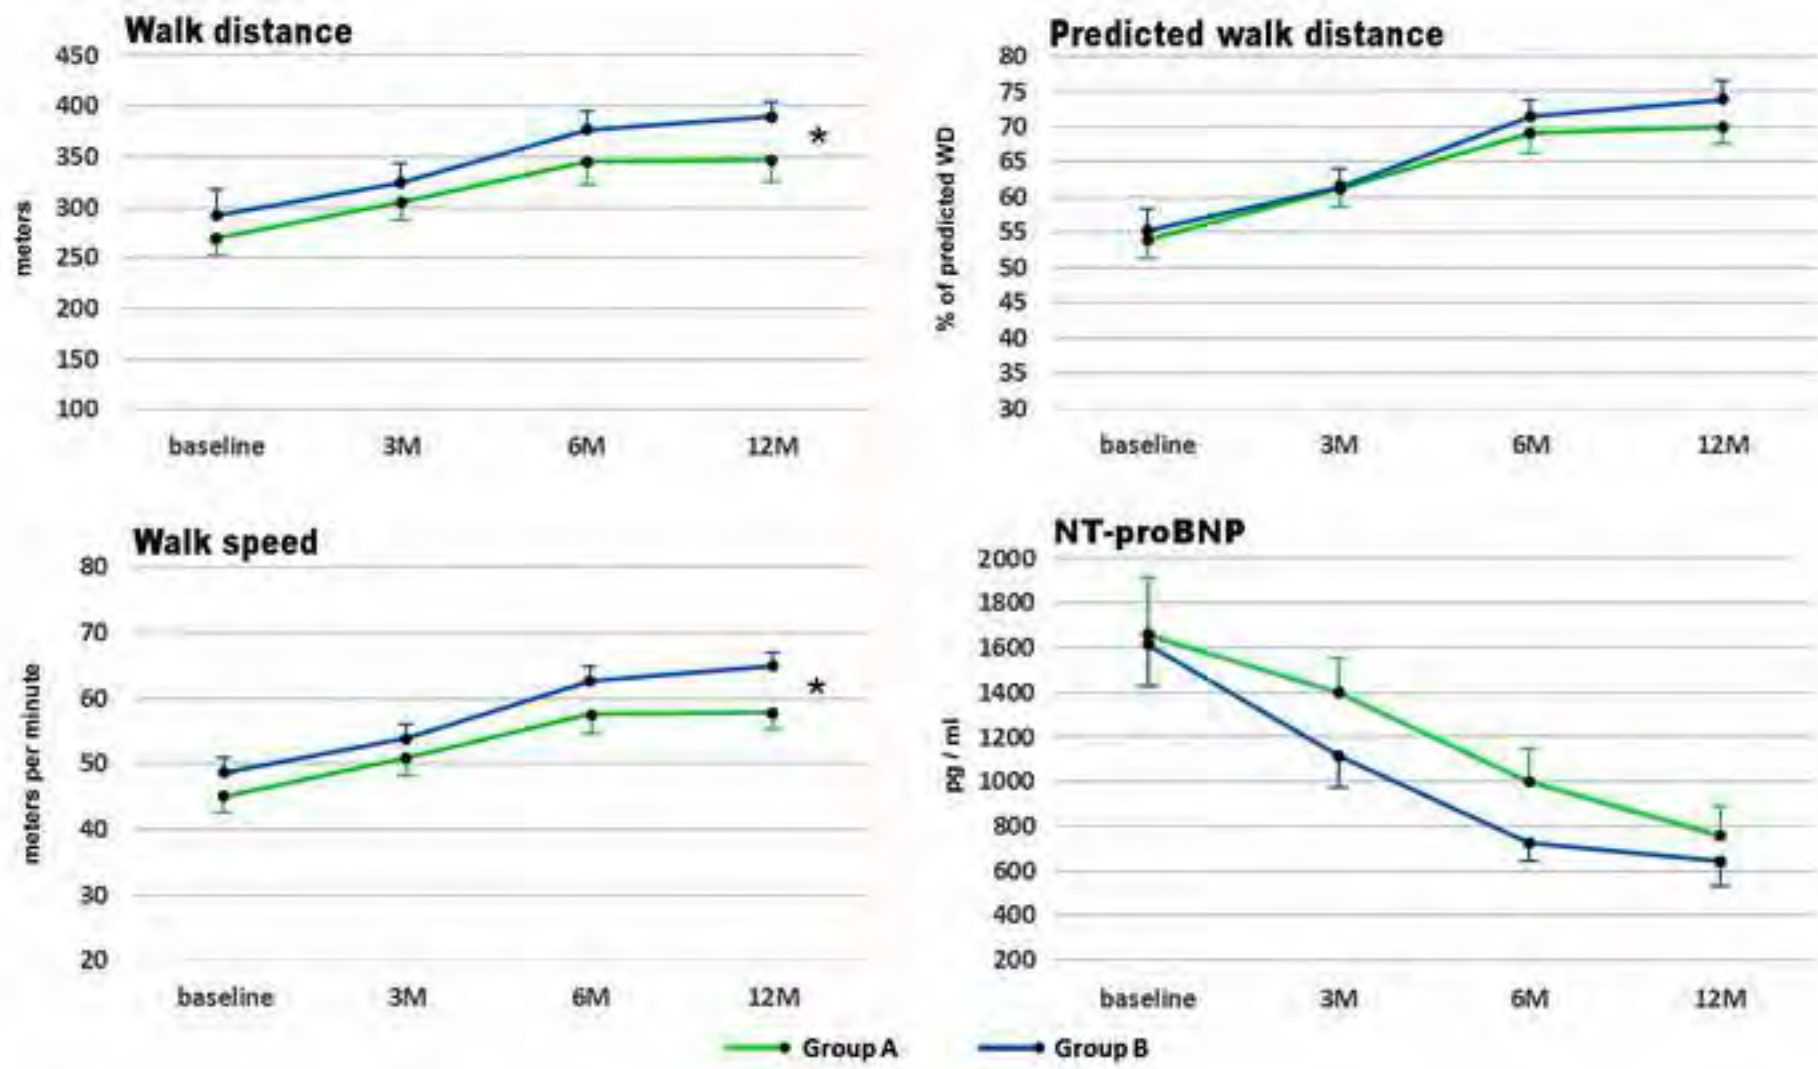 Walk distance
450
400
350
300
250
200
150
100
meters
baseline 3M 6M 12M
*
Predicted walk distance
80
75
70
65
60
55
50
45
40
35
30
% of predicted WD
baseline 3M 6M 12M
Walk speed
80
70
60
50
40
30
20
meters per minute
baseline 3M 6M 12M
*
NT-proBNP
2000
1800
1600
1400
1200
1000
800
600
400
200
pg / ml
baseline 3M 6M 12M
Group A Group B